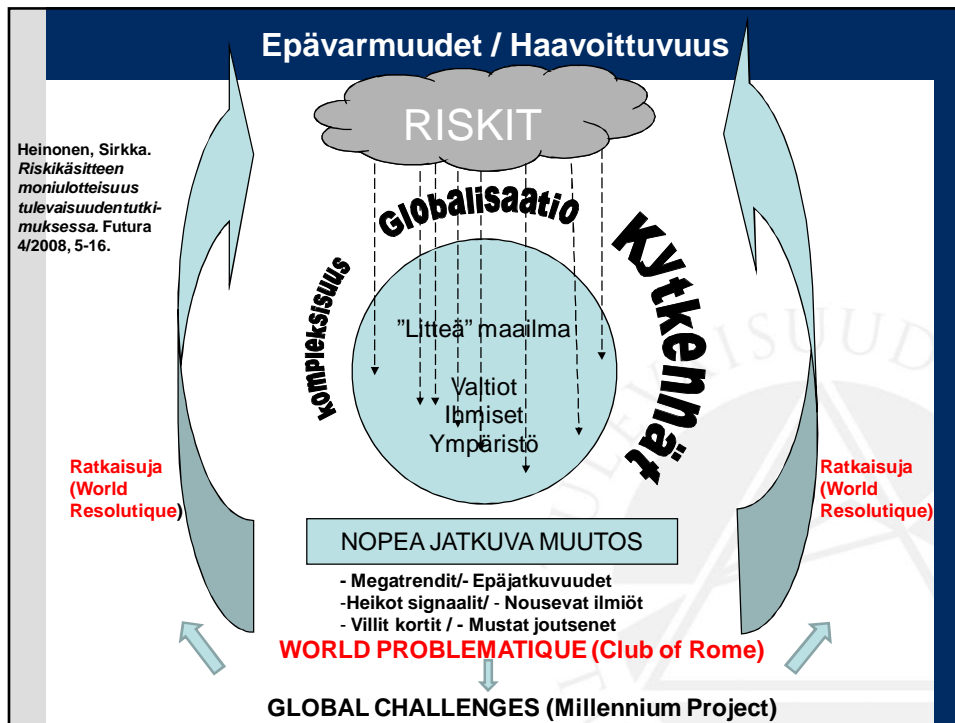 Epävarmuudet / Haavoittuvuus
RISKIT
Heinonen, Sirkka.
Riskikäsitteen
moniulotteisuus
tulevaisuudentutki-
muksessa. Futura
4/2008, 5-16.
Globalisaatio
kompleksisuus
Kytkennät
"Litteä" maailma
Valtiot
Ihmiset
Ympäristö
Ratkaisuja
(World
Resolutique)
Ratkaisuja
(World
Resolutique)
NOPEA JATKUVA MUUTOS
- Megatrendit/- Epäjatkuvuudet
-Heikot signaalit/ - Nousevat ilmiöt
- Villit kortit / - Mustat joutsenet
WORLD PROBLEMATIQUE (Club of Rome)
GLOBAL CHALLENGES (Millennium Project)